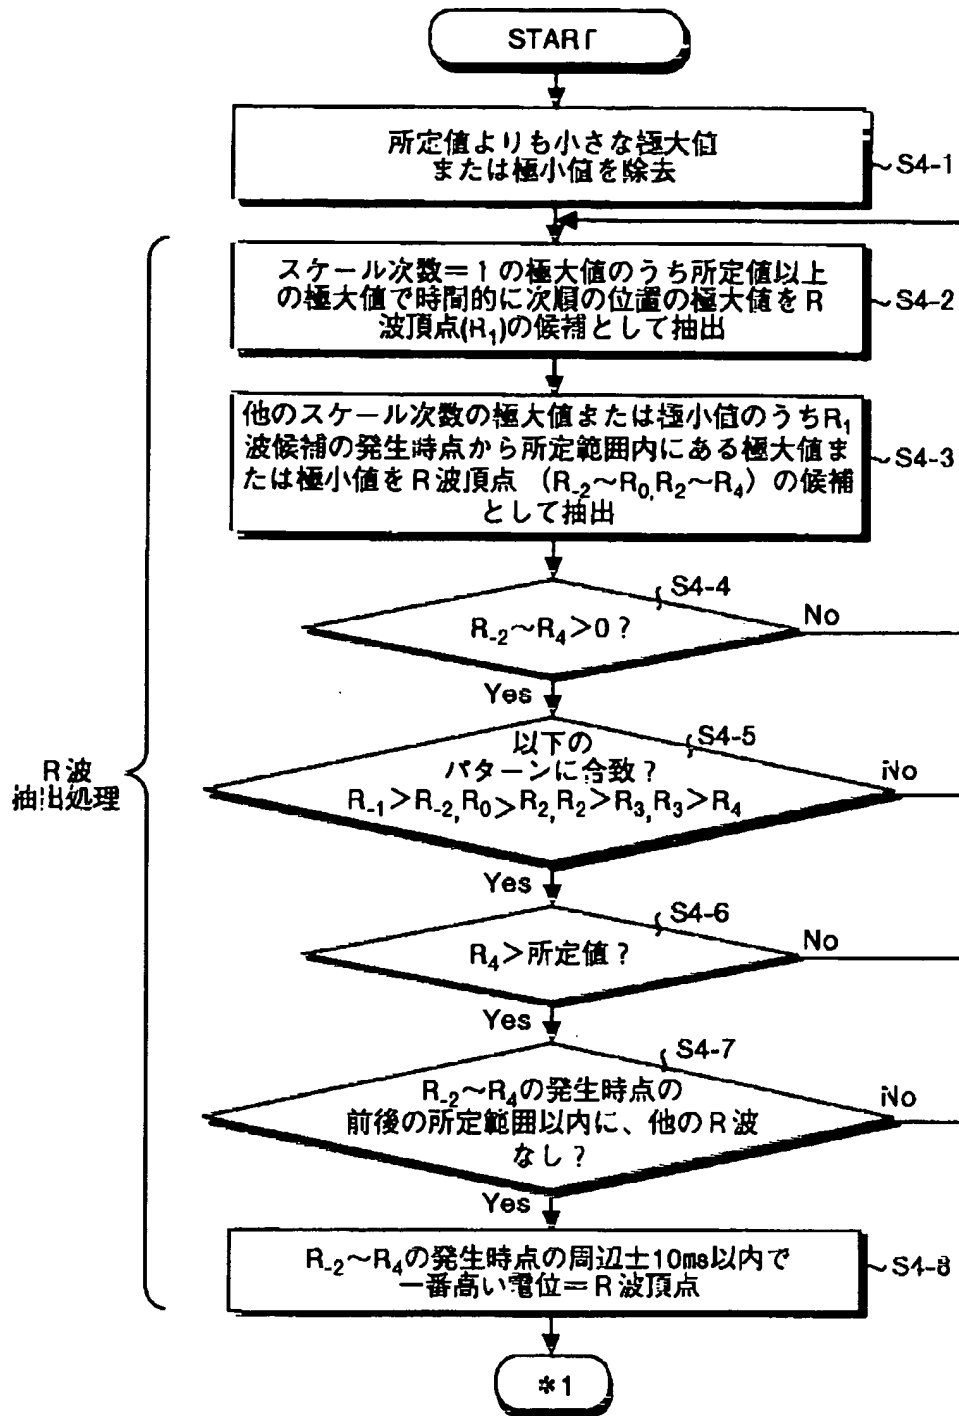 START
所定値よりも小さな極大値
または極小値を除去
S4-1
スケール次数=1の極大値のうち所定値以上
の極大値で時間的に次順の位置の極大値をR
波頂点(R1)の候補として抽出
S4-2
他のスケール次数の極大値または極小値のうちR1
波候補の発生時点から所定範囲内にある極大値ま
たは極小値をR波頂点 (R-2~R0,R2~R4) の候補
として抽出
S4-3
S4-4
R-2~R4>0?
No
Yes
S4-5
以下の
パターンに合致?
R-1>R-2,R0>R2,R2>R3,R3>R4
No
Yes
S4-6
R4>所定値?
No
Yes
S4-7
R-2~R4の発生時点の
前後の所定範囲以内に、他のR波
なし?
No
Yes
R-2~R4の発生時点の周辺±10ms以内で
一番高い電位=R波頂点
S4-8
R波
抽出処理
*1